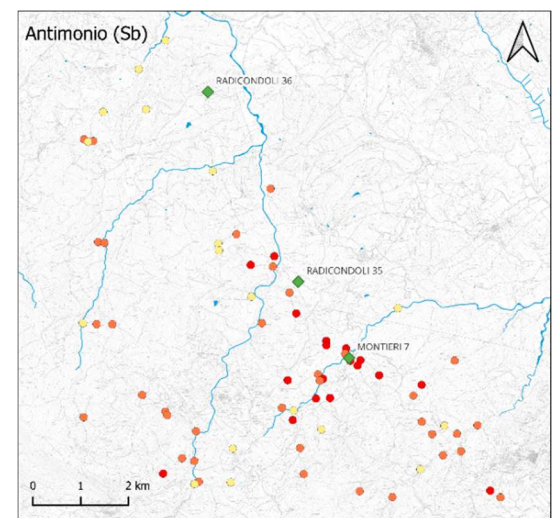 Antimonio (Sb)
RADICONDOLI 36
RADICONDOLI 35
MONTIERI 7
0 1 2 km